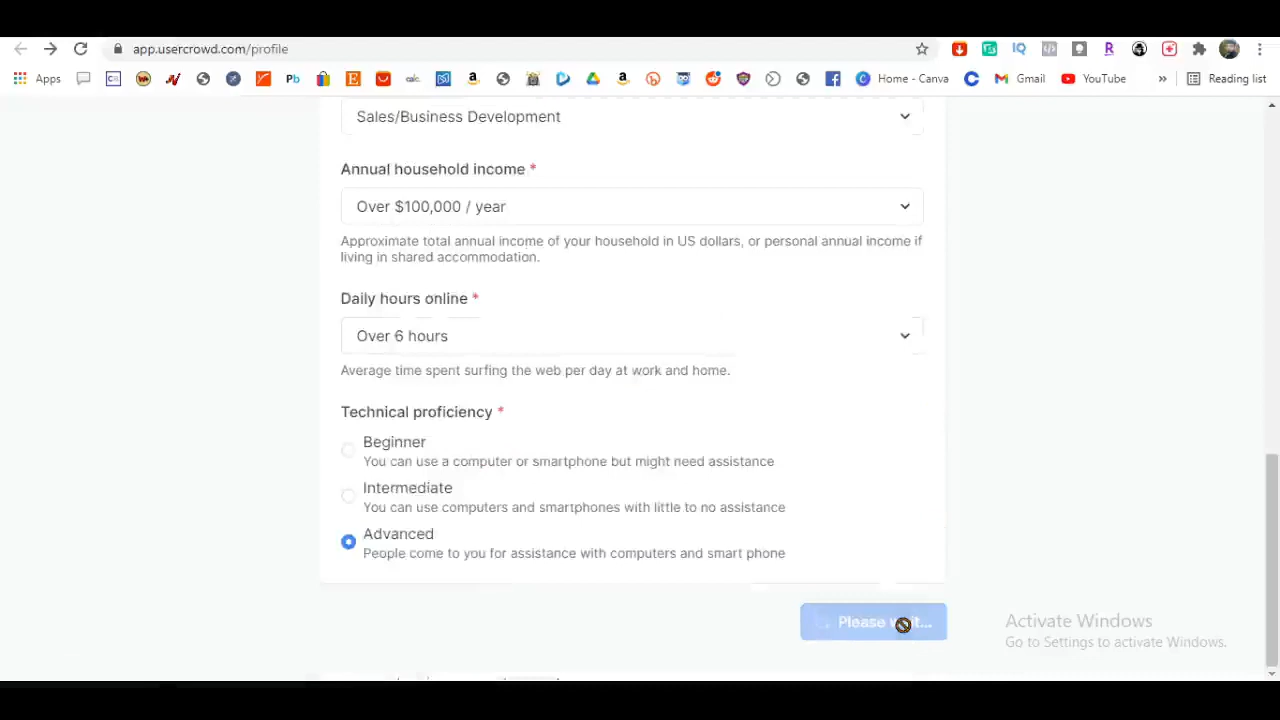 app.usercrowd.com/profile
Apps
Pb
Home - Canva
Gmail
YouTube
»
Reading list
Sales/Business Development
Annual household income *
Over $100,000 / year
Approximate total annual income of your household in US dollars, or personal annual income if
living in shared accommodation.
Daily hours online *
Over 6 hours
Average time spent surfing the web per day at work and home.
Technical proficiency *
Beginner
You can use a computer or smartphone but might need assistance
Intermediate
You can use computers and smartphones with little to no assistance
Advanced
People come to you for assistance with computers and smart phone
Please wait...
Activate Windows
Go to Settings to activate Windows.